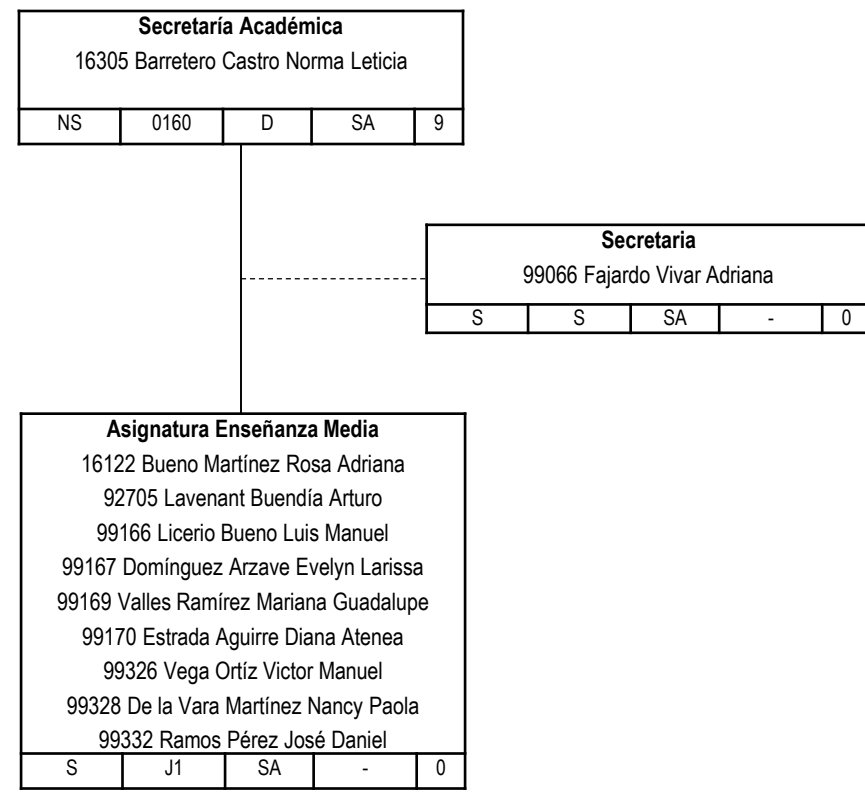 Secretaría Académica
16305 Barretero Castro Norma Leticia
NS 0160 D SA 9
Secretaria
99066 Fajardo Vivar Adriana
S S SA - 0
Asignatura Enseñanza Media
16122 Bueno Martínez Rosa Adriana
92705 Lavenant Buendía Arturo
99166 Licerio Bueno Luis Manuel
99167 Domínguez Arzave Evelyn Larissa
99169 Valles Ramírez Mariana Guadalupe
99170 Estrada Aguirre Diana Atenea
99326 Vega Ortíz Victor Manuel
99328 De la Vara Martínez Nancy Paola
99332 Ramos Pérez José Daniel
S J1 SA - 0